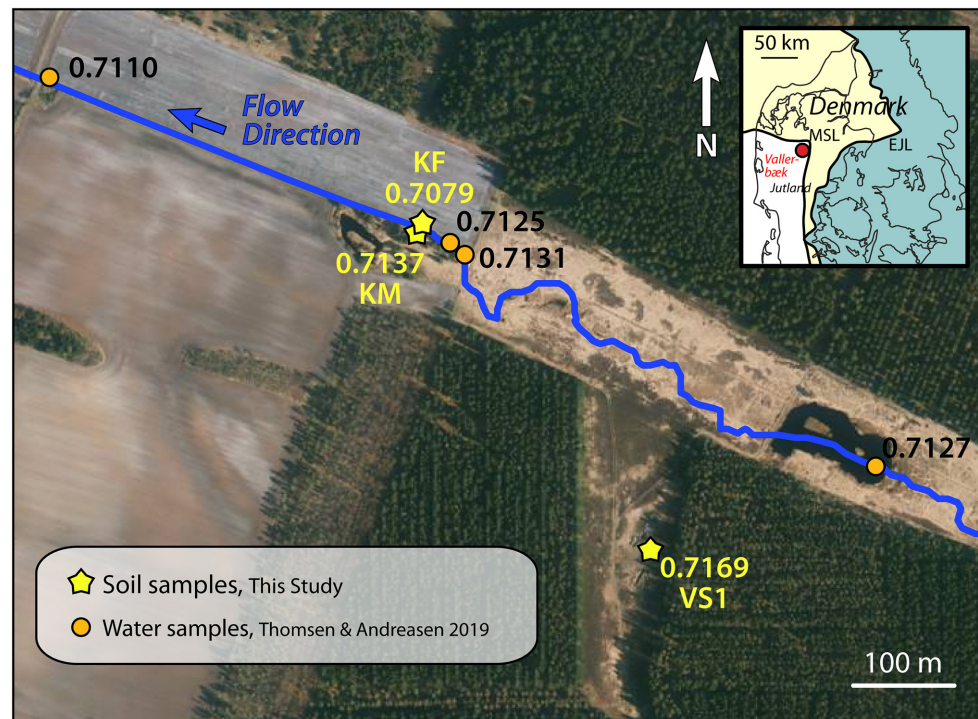 0.7110
Flow
Direction
KF
0.7079
0.7125
0.7131
0.7137
KM
N
50 km
Denmark
MSL
EJL
Valler-
bæk
Jutland
0.7127
0.7169
VS1
Soil samples, This Study
Water samples, Thomsen & Andreasen 2019
100 m